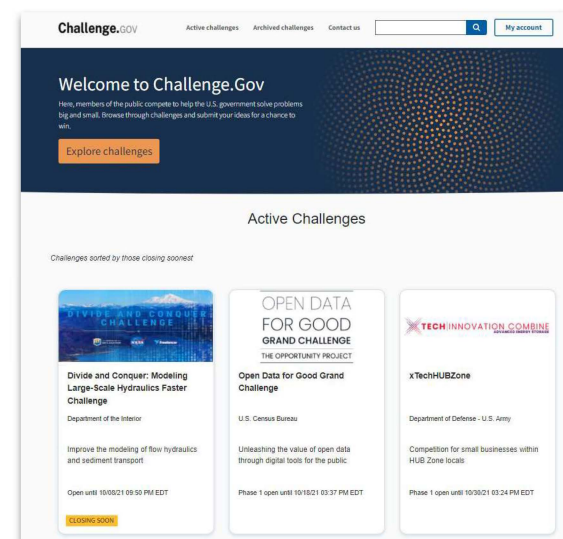 Challenge.GOV
Active challenges
Archived challenges
Contact us
My account
Welcome to Challenge.Gov
Here, members of the public compete to help the U.S. government solve problems
big and small. Browse through challenges and submit your ideas for a chance to
win.
Explore challenges
Active Challenges
Challenges sorted by those closing soonest
DIVIDE AND CONQUER
CHALLENGE
Divide and Conquer: Modeling
Large-Scale Hydraulics Faster
Challenge
Department of the Interior
Improve the modeling of flow hydraulics
and sediment transport
Open until 10/08/21 09:50 PM EDT
CLOSING SOON
OPEN DATA
FOR GOOD
GRAND CHALLENGE
THE OPPORTUNITY PROJECT
Open Data for Good Grand
Challenge
U.S. Census Bureau
Unleashing the value of open data
through digital tools for the public
Phase 1 open until 10/18/21 03:37 PM EDT
XTECH INNOVATION COMBINE
ADVANCED ENERGY STORAGE
xTechHUBZone
Department of Defense - U.S. Army
Competition for small businesses within
HUB Zone locals
Phase 1 open until 10/30/21 03:24 PM EDT